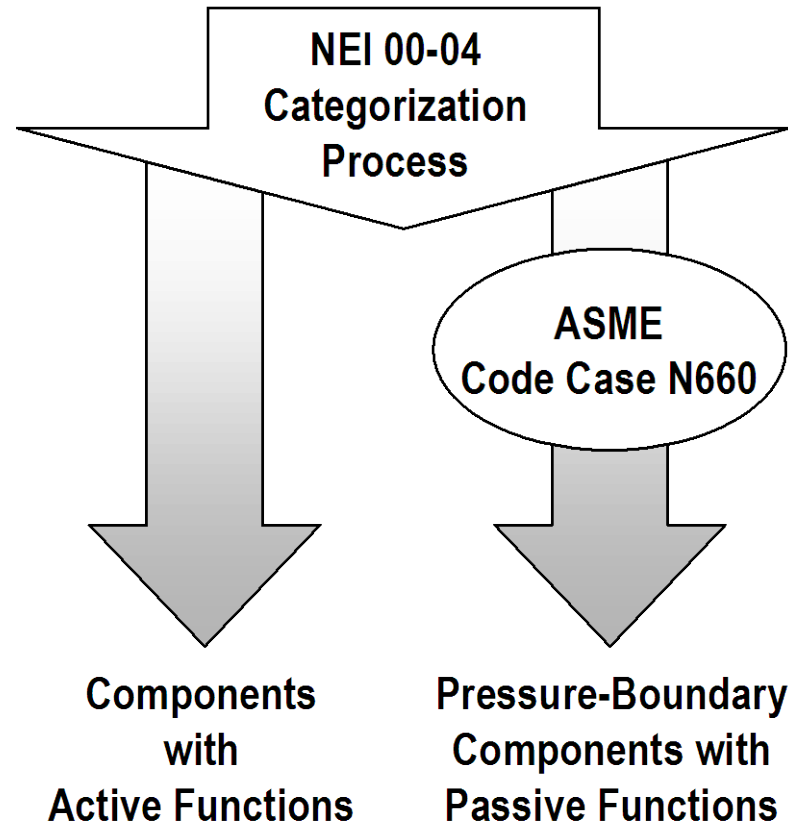 NEI 00-04
Categorization
Process
ASME
Code Case N660
Components
with
Active Functions
Pressure-Boundary
Components with
Passive Functions